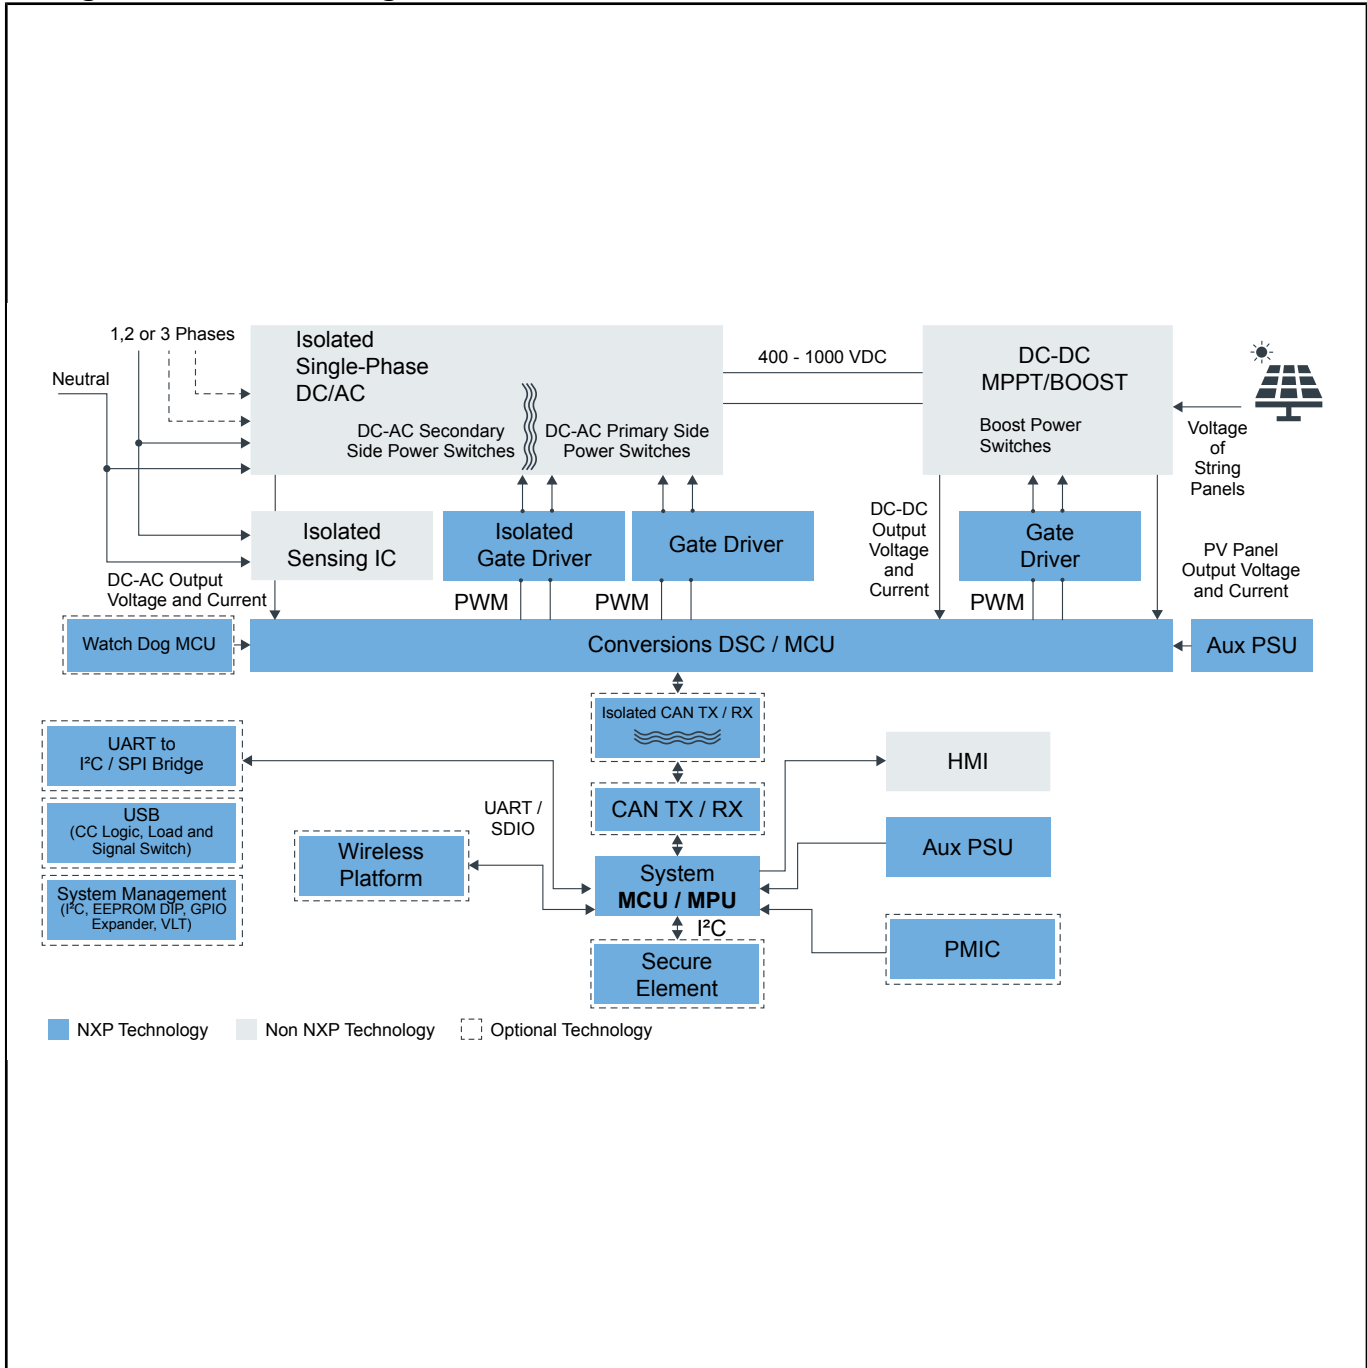 1,2 or 3 Phases
Neutral
Isolated
Single-Phase
DC/AC
DC-AC Secondary
Side Power Switches
DC-AC Primary Side
Power Switches
400 - 1000 VDC
DC-DC
MPPT/BOOST
Boost Power
Switches
Voltage
of
String
Panels
Isolated
Sensing IC
Isolated
Gate Driver
Gate Driver
DC-DC
Output
Voltage
and
Current
Gate
Driver
PV Panel
Output Voltage
and Current
DC-AC Output
Voltage and Current
PWM
PWM
PWM
Watch Dog MCU
Conversions DSC / MCU
Aux PSU
Isolated CAN TX / RX
UART to
I²C / SPI Bridge
HMI
USB
(CC Logic, Load and
Signal Switch)
UART /
SDIO
CAN TX / RX
Wireless
Platform
Aux PSU
System
MCU / MPU
System Management
(I²C, EEPROM DIP, GPIO
Expander, VLT)
I²C
Secure
Element
PMIC
NXP Technology
Non NXP Technology
Optional Technology